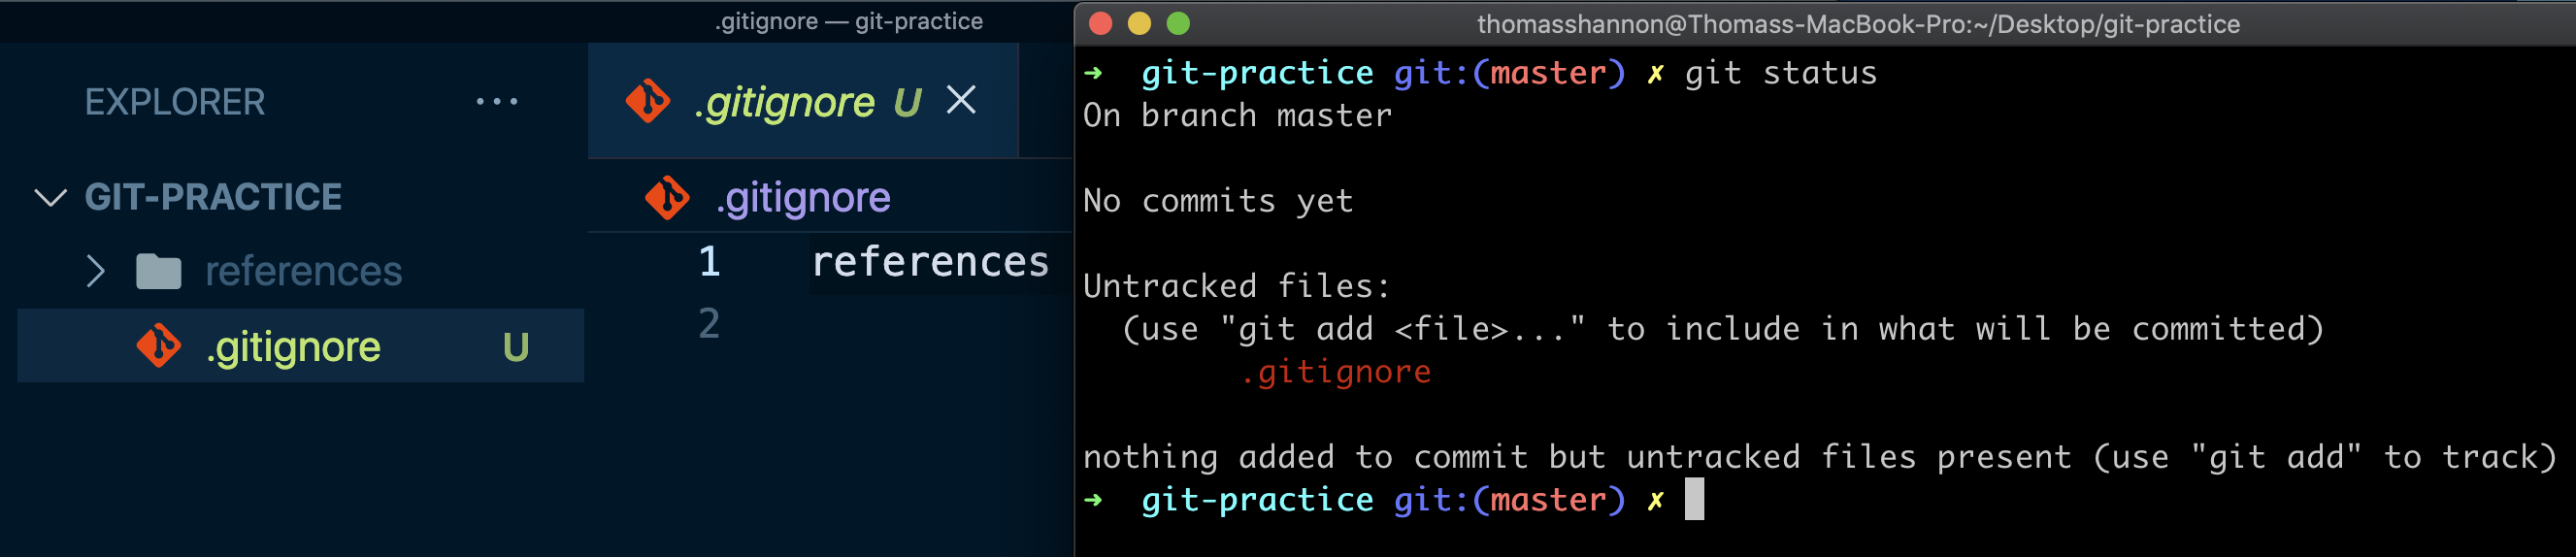 .gitignore — git-practice
EXPLORER ...
GIT-PRACTICE
references
.gitignore U
.gitignore U
.gitignore
1 references
2
thomasshannon@Thomass-MacBook-Pro:~/Desktop/git-practice
➜ git-practice git:(master) ✗ git status
On branch master
No commits yet
Untracked files:
(use "git add <file>..." to include in what will be committed)
.gitignore
nothing added to commit but untracked files present (use "git add" to track)
➜ git-practice git:(master) ✗